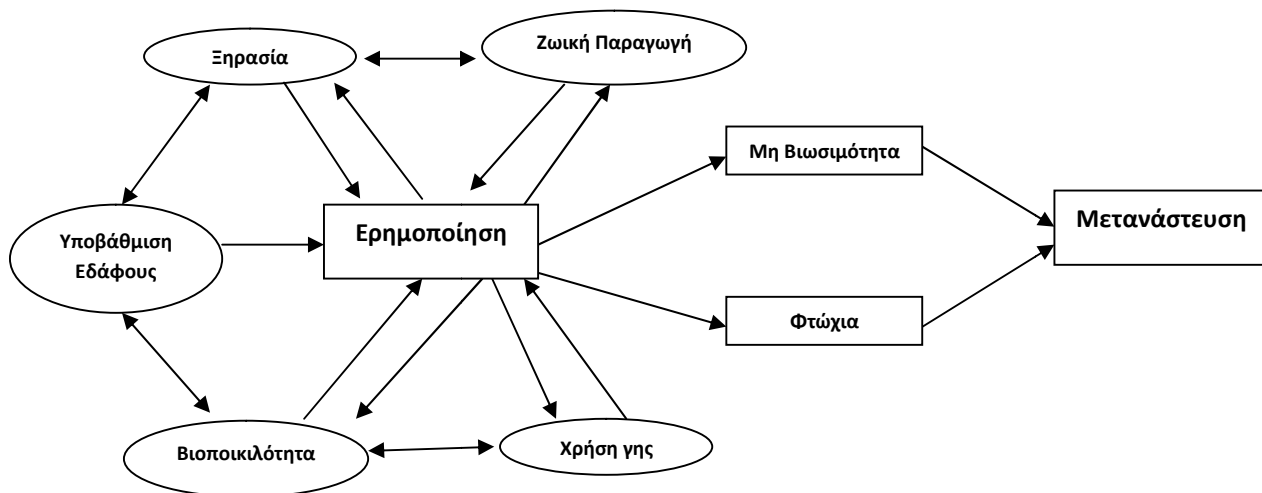 Ξηρασία
Ζωική Παραγωγή
Μη Βιωσιμότητα
Μετανάστευση
Υποβάθμιση
Εδάφους
Ερημοποίηση
Φτώχια
Βιοποικιλότητα
Χρήση γης